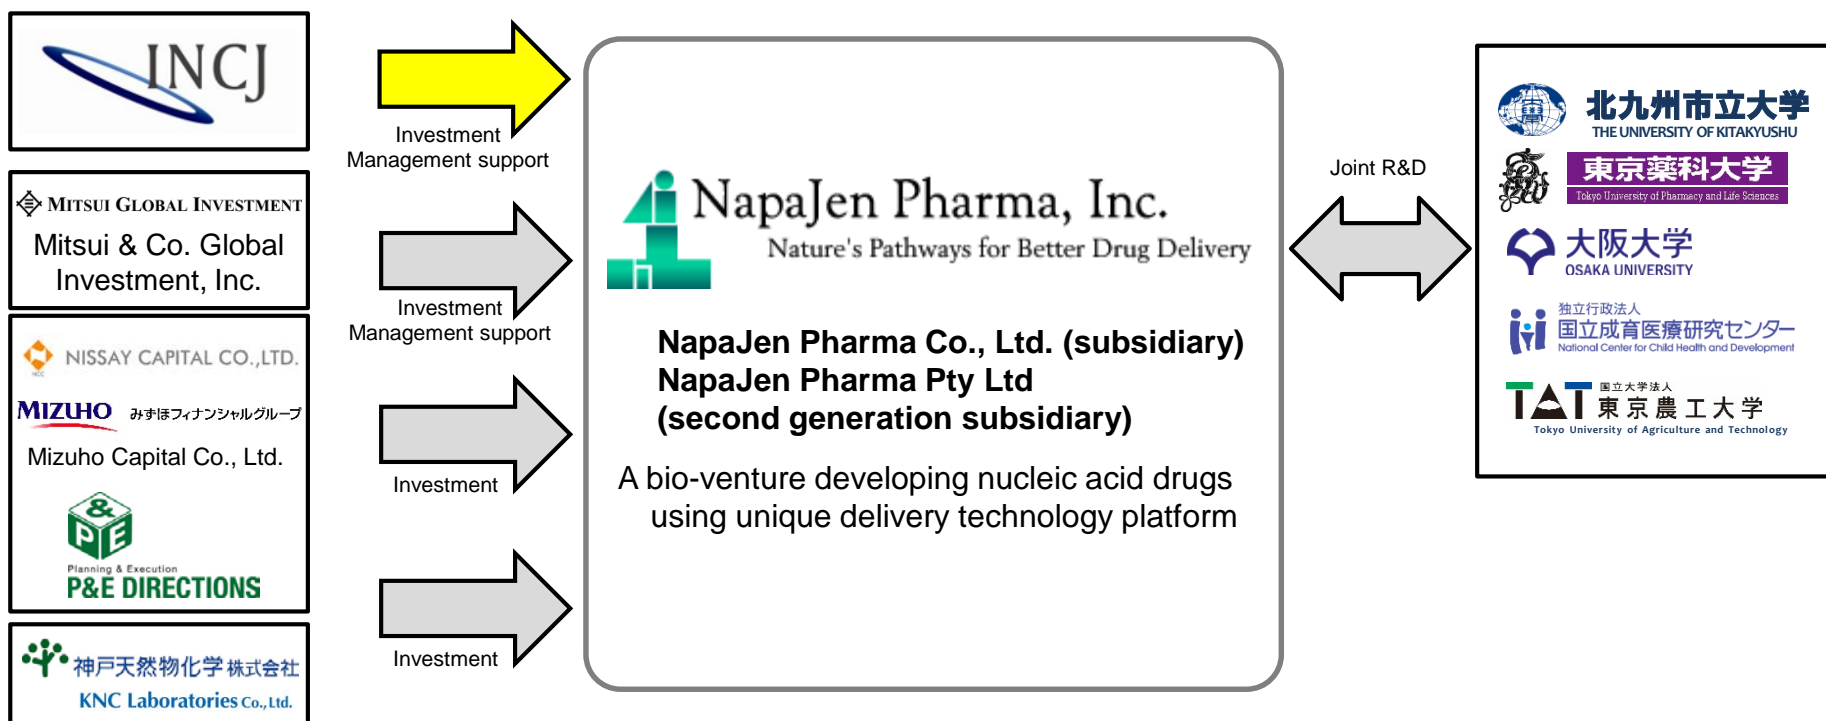 INCJ
MITSUI GLOBAL INVESTMENT
Mitsui & Co. Global
Investment, Inc.
NISSAY CAPITAL CO.,LTD.
MIZUHO みずほフィナンシャルグループ
Mizuho Capital Co., Ltd.
P&E
Planning & Execution
P&E DIRECTIONS
神戸天然物化学株式会社
KNC Laboratories Co., Ltd.
Investment
Management support
Investment
Management support
Investment
Investment
NapaJen Pharma, Inc.
Nature's Pathways for Better Drug Delivery
NapaJen Pharma Co., Ltd. (subsidiary)
NapaJen Pharma Pty Ltd
(second generation subsidiary)
A bio-venture developing nucleic acid drugs
using unique delivery technology platform
Joint R&D
北九州市立大学
THE UNIVERSITY OF KITAKYUSHU
東京薬科大学
Tokyo University of Pharmacy and Life Sciences
大阪大学
OSAKA UNIVERSITY
独立行政法人
国立成育医療研究センター
National Center for Child Health and Development
TAT 国立大学法人
東京農工大学
Tokyo University of Agriculture and Technology